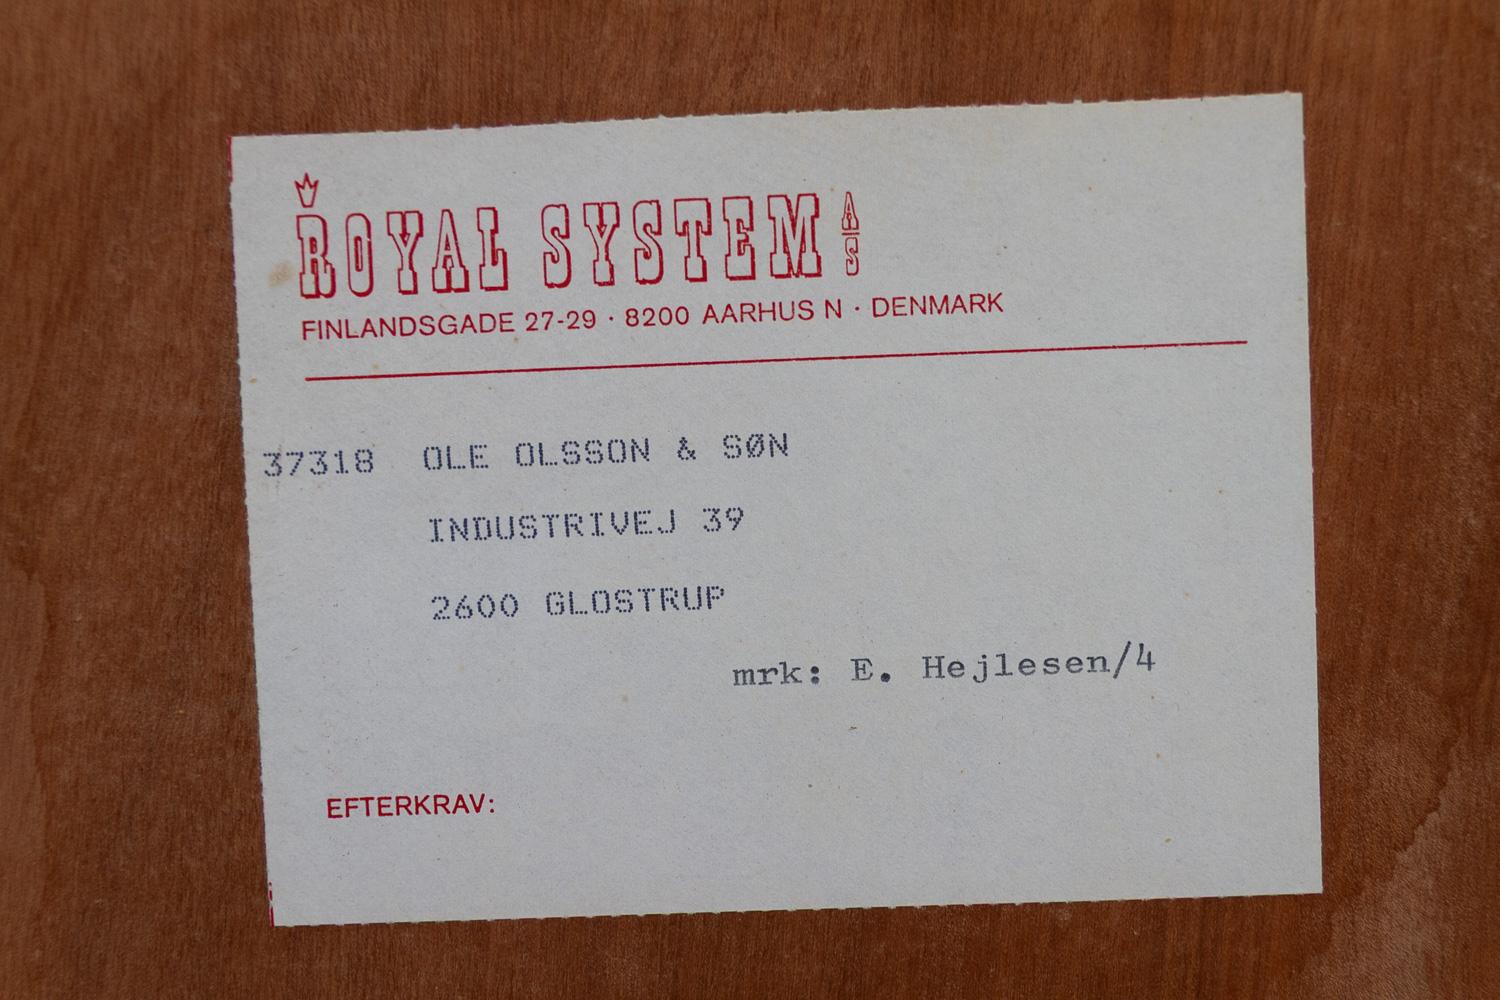 ROYAL SYSTEM A/S
FINLANDSGADE 27-29 · 8200 AARHUS N · DENMARK
37318 OLE OLSSON & SØN
INDUSTRIVEJ 39
2600 GLOSTRUP
mrk: E. Hejlesen/4
EFTERKRAV: